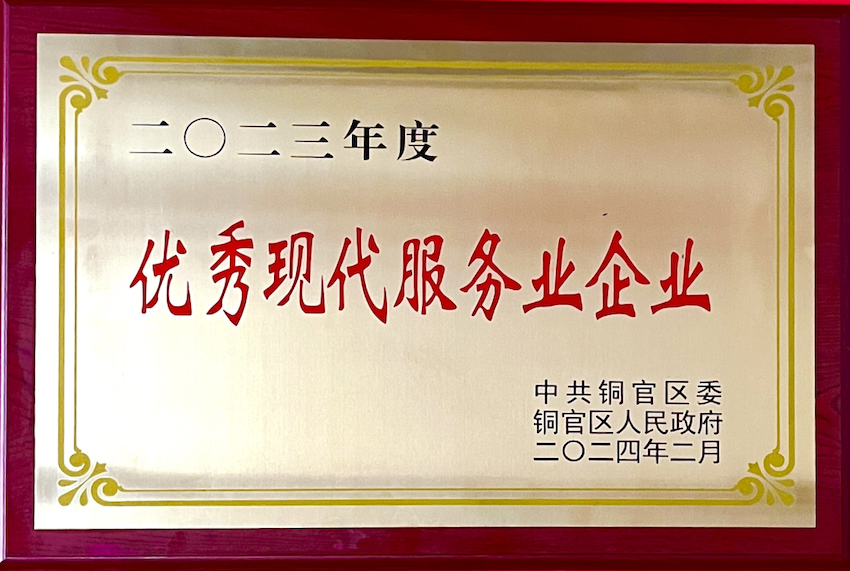 二〇二三年度
优秀现代服务业企业
中共铜官区委
铜官区人民政府
二〇二四年二月